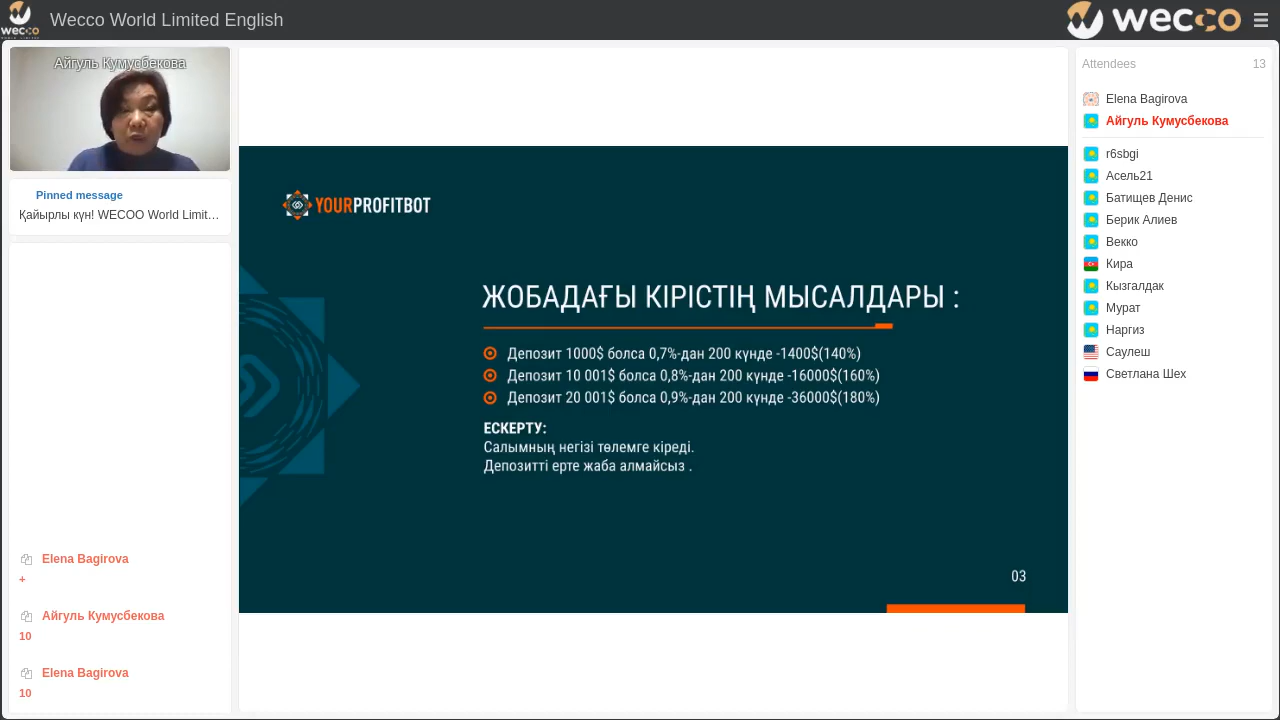 Wecco World Limited English
wecco
wecco
Айгуль Кумусбекова
Pinned message
Қайырлы күн! WECOO World Limit…
Elena Bagirova
+
Айгуль Кумусбекова
10
Elena Bagirova
10
YOURPROFITBOT
ЖОБАДАҒЫ КІРІСТІҢ МЫСАЛДАРЫ :
Депозит 1000$ болса 0,7%-дан 200 күнде -1400$(140%)
Депозит 10 001$ болса 0,8%-дан 200 күнде -16000$(160%)
Депозит 20 001$ болса 0,9%-дан 200 күнде -36000$(180%)
ЕСКЕРТУ:
Салымның негізі төлемге кіреді.
Депозитті ерте жаба алмайсыз .
03
Attendees 13
Elena Bagirova
Айгуль Кумусбекова
r6sbgi
Асель21
Батищев Денис
Берик Алиев
Векко
Кира
Кызгалдак
Мурат
Наргиз
Саулеш
Светлана Шех